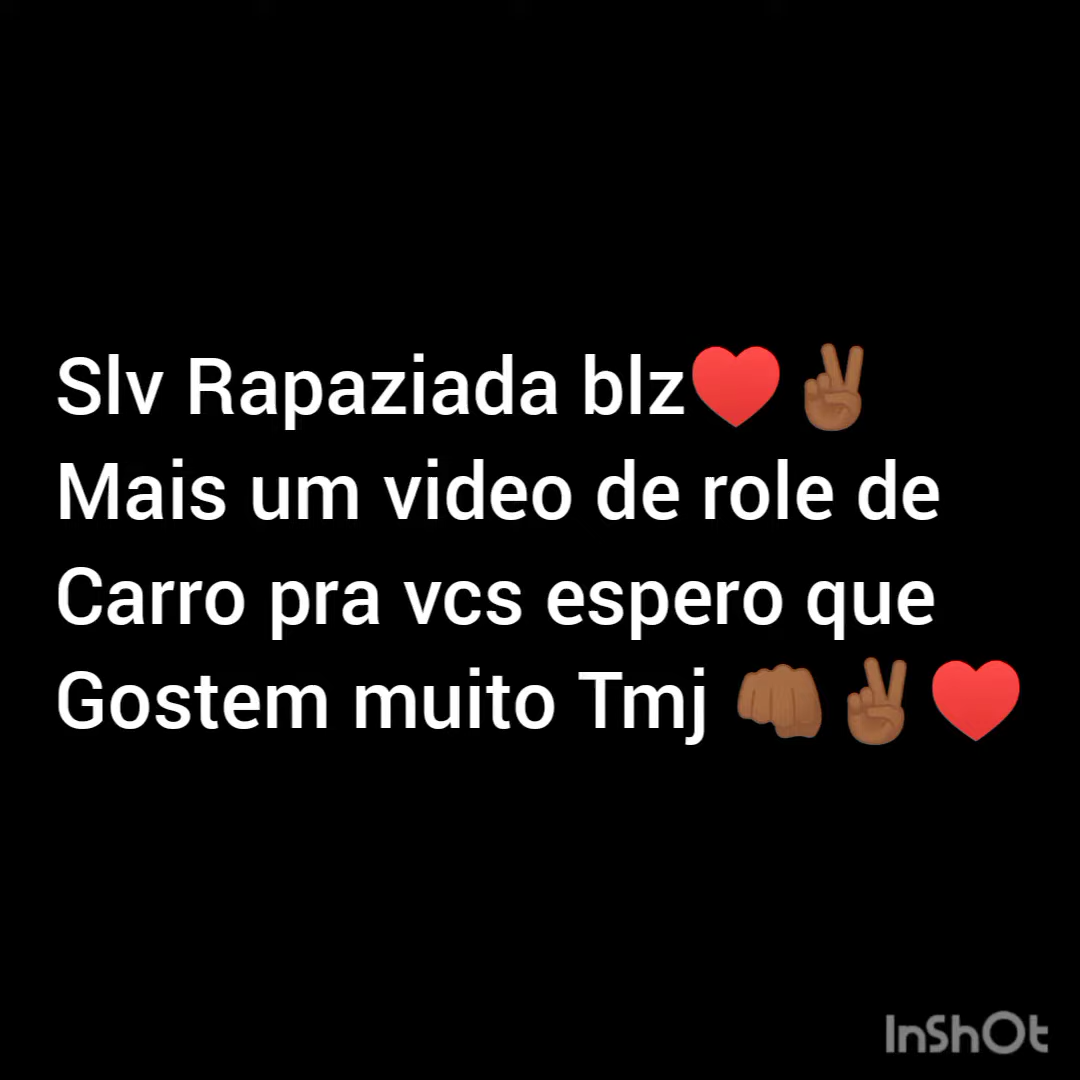 Slv Rapaziada blz♥️✌🏾
Mais um video de role de
Carro pra vcs espero que
Gostem muito Tmj 👊🏾✌🏾♥️
InShOt